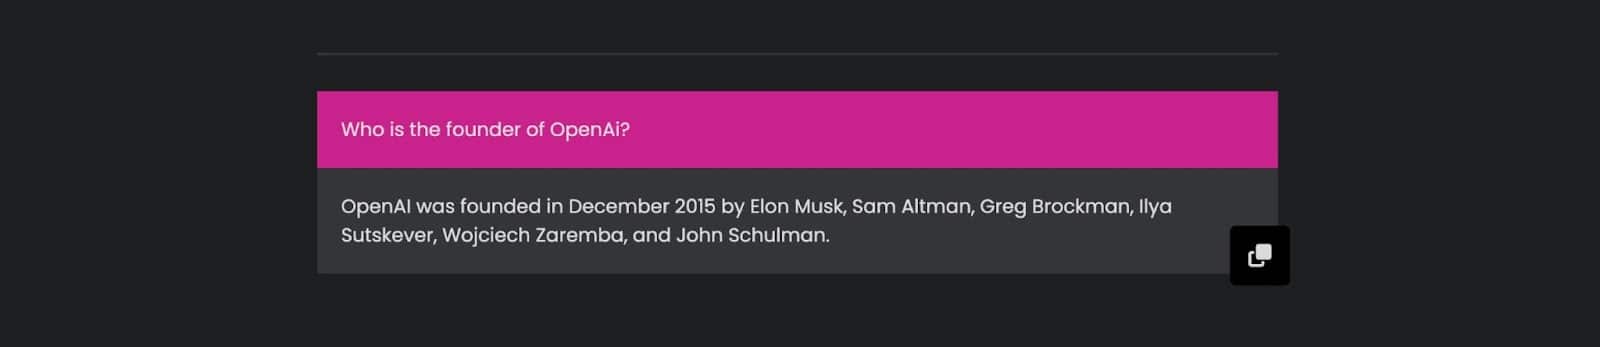 Who is the founder of OpenAi?
OpenAI was founded in December 2015 by Elon Musk, Sam Altman, Greg Brockman, Ilya
Sutskever, Wojciech Zaremba, and John Schulman.